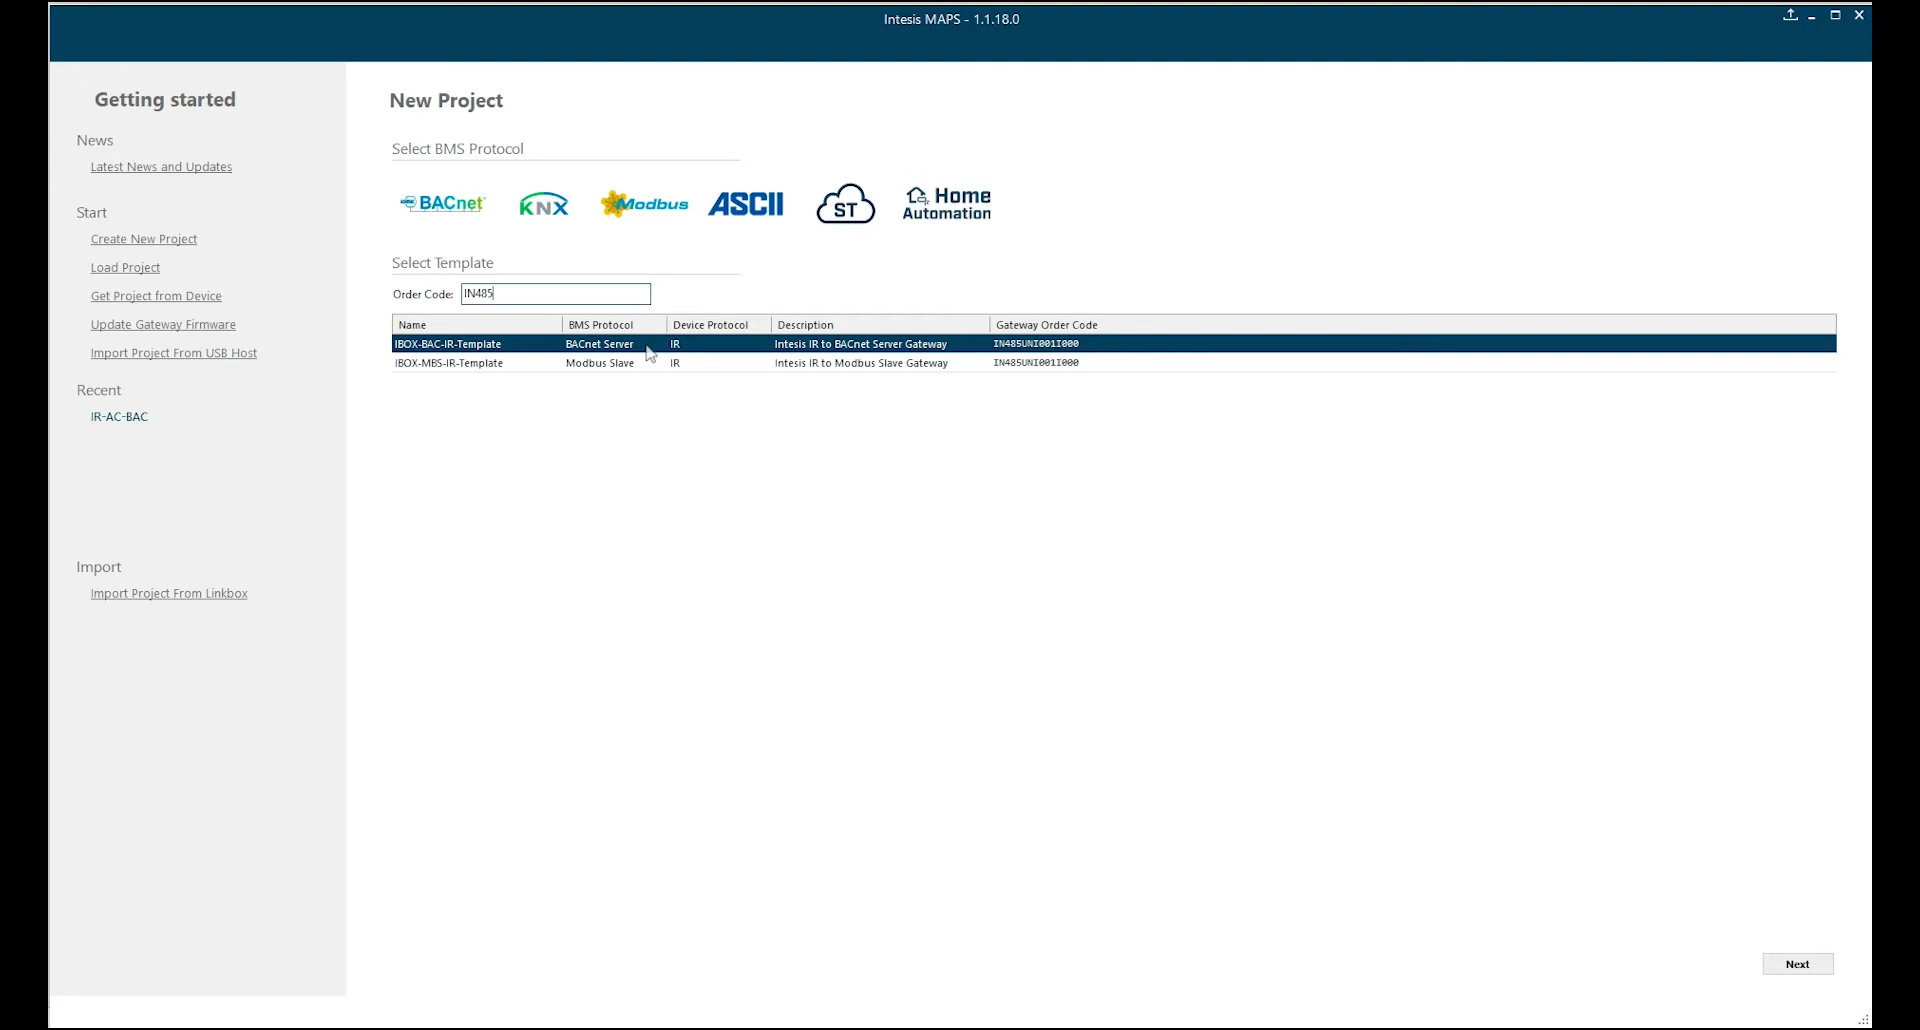 Intesis MAPS - 1.1.18.0
Getting started
News
Latest News and Updates
Start
Create New Project
Load Project
Get Project from Device
Update Gateway Firmware
Import Project From USB Host
Recent
IR-AC-BAC
Import
Import Project From Linkbox
New Project
Select BMS Protocol
BACnet KNX Modbus ASCII ST Home Automation
Select Template
Order Code: IN485
Name BMS Protocol Device Protocol Description Gateway Order Code
IBOX-BAC-IR-Template BACnet Server IR Intesis IR to BACnet Server Gateway IN485UNI001I000
IBOX-MBS-IR-Template Modbus Slave IR Intesis IR to Modbus Slave Gateway IN485UNI001I000
Next